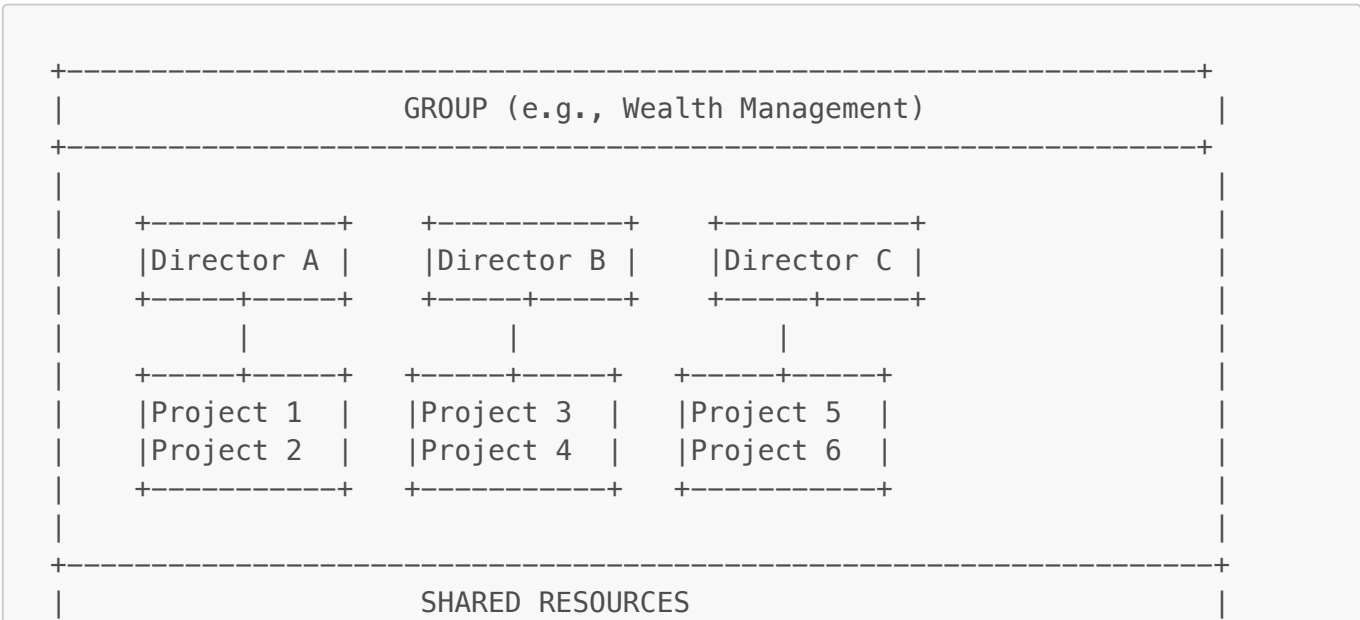 +-------------------------------------------------------------------+
|                    GROUP (e.g., Wealth Management)                 |
+-------------------------------------------------------------------+
|                                                                    |
|    +-----------+    +-----------+    +-----------+                 |
|    |Director A |    |Director B |    |Director C |                 |
|    +-----+-----+    +-----+-----+    +-----+-----+                 |
|          |               |               |                         |
|    +-----+-----+   +-----+-----+   +-----+-----+                   |
|    |Project 1  |   |Project 3  |   |Project 5  |                   |
|    |Project 2  |   |Project 4  |   |Project 6  |                   |
|    +-----------+   +-----------+   +-----------+                   |
|                                                                    |
+--------------------------------------------------------------------+
|                     SHARED RESOURCES                               |